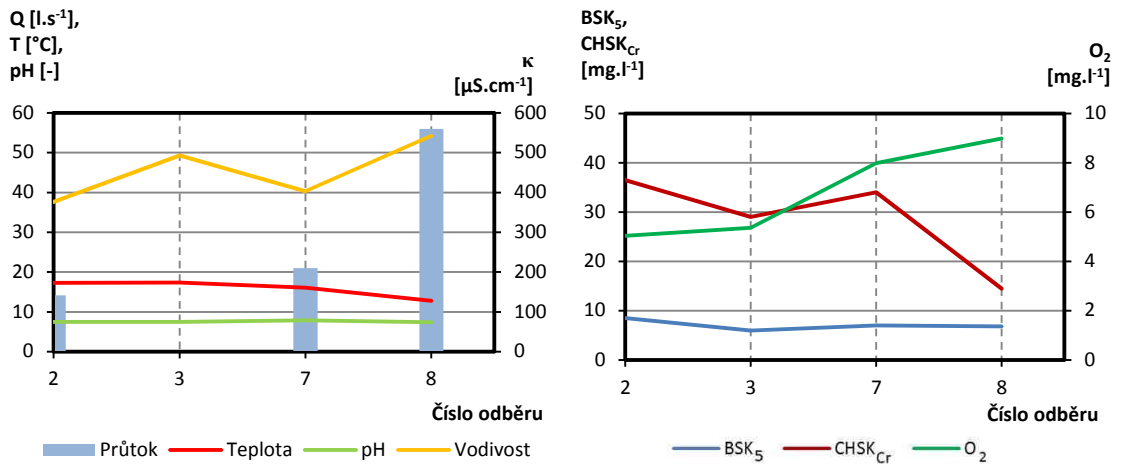 Q [l.s⁻¹],
T [°C],
pH [-]
κ
[µS.cm⁻¹]
60
50
40
30
20
10
0
600
500
400
300
200
100
0
2 3 7 8
Číslo odběru
Průtok Teplota pH Vodivost
BSK₅,
CHSK_Cr
[mg.l⁻¹]
O₂
[mg.l⁻¹]
50
40
30
20
10
0
10
8
6
4
2
0
2 3 7 8
Číslo odběru
BSK₅ CHSK_Cr O₂